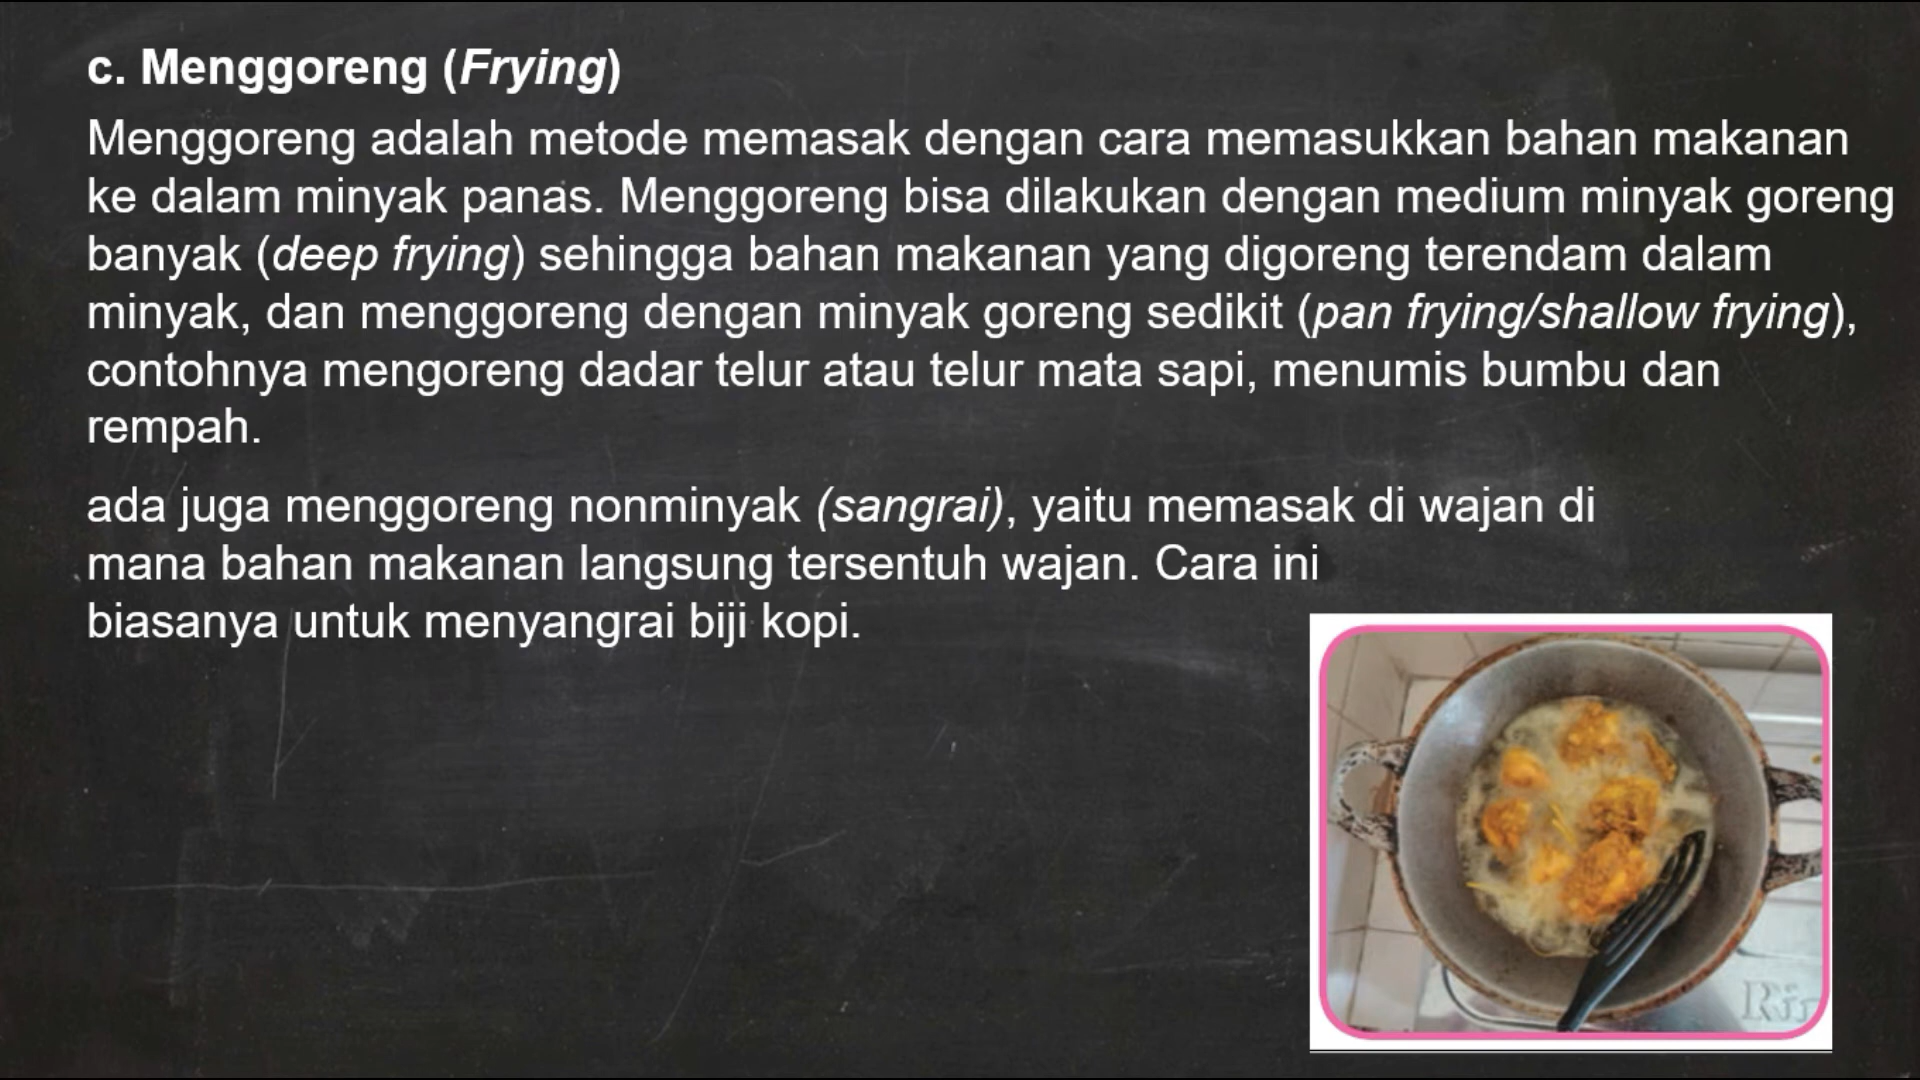 c. Menggoreng (Frying)
Menggoreng adalah metode memasak dengan cara memasukkan bahan makanan
ke dalam minyak panas. Menggoreng bisa dilakukan dengan medium minyak goreng
banyak (deep frying) sehingga bahan makanan yang digoreng terendam dalam
minyak, dan menggoreng dengan minyak goreng sedikit (pan frying/shallow frying),
contohnya mengoreng dadar telur atau telur mata sapi, menumis bumbu dan
rempah.
ada juga menggoreng nonminyak (sangrai), yaitu memasak di wajan di
mana bahan makanan langsung tersentuh wajan. Cara ini
biasanya untuk menyangrai biji kopi.